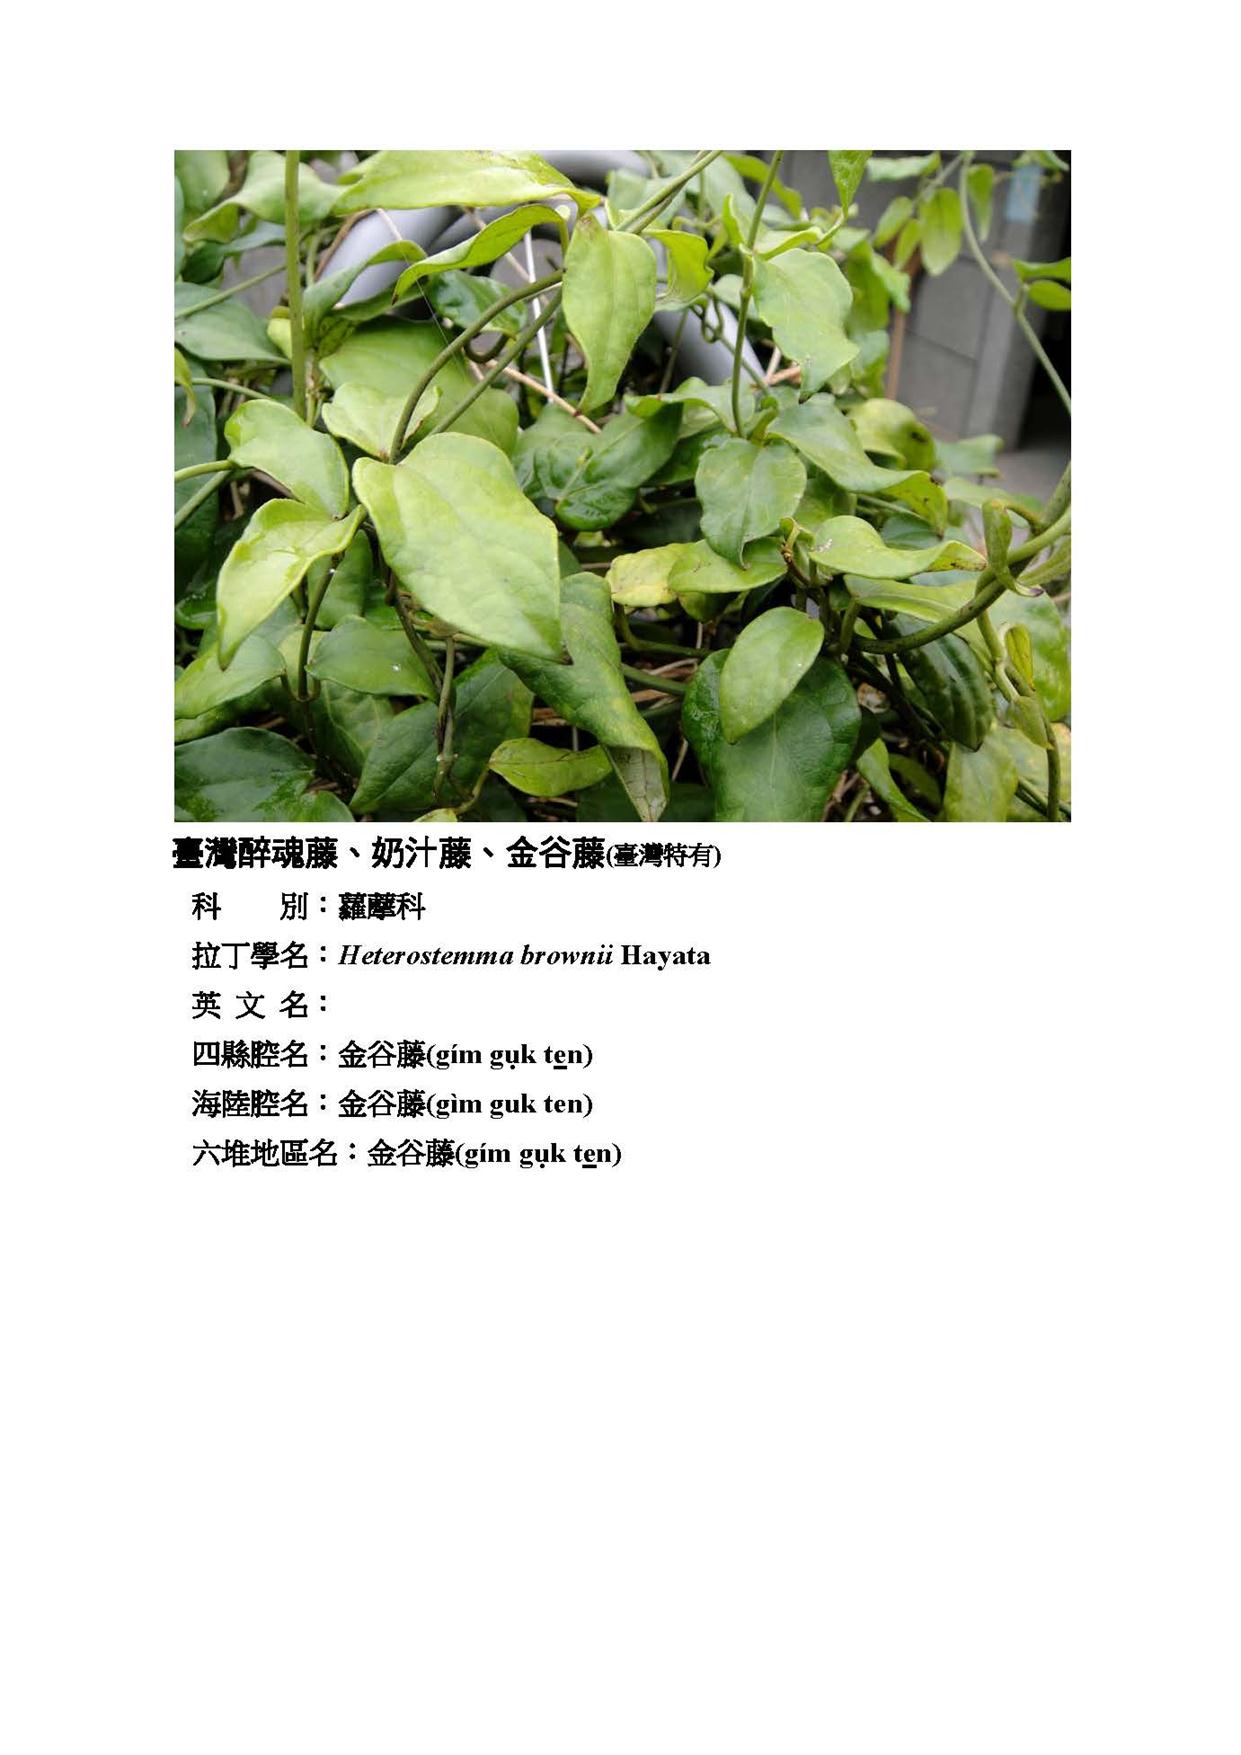 臺灣醉魂藤、奶汁藤、金谷藤(臺灣特有)
科　　別：蘿藦科
拉丁學名：Heterostemma brownii Hayata
英 文 名：
四縣腔名：金谷藤(gím gụk te̲n)
海陸腔名：金谷藤(gìm guk ten)
六堆地區名：金谷藤(gím gụk te̲n)